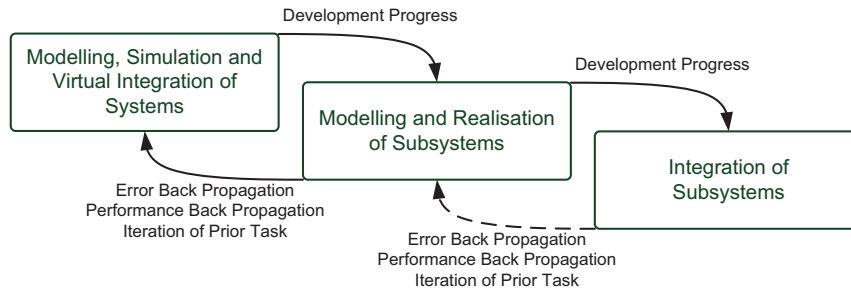 Development Progress
Modelling, Simulation and
Virtual Integration of
Systems
Development Progress
Modelling and Realisation
of Subsystems
Integration of
Subsystems
Error Back Propagation
Performance Back Propagation
Iteration of Prior Task
Error Back Propagation
Performance Back Propagation
Iteration of Prior Task